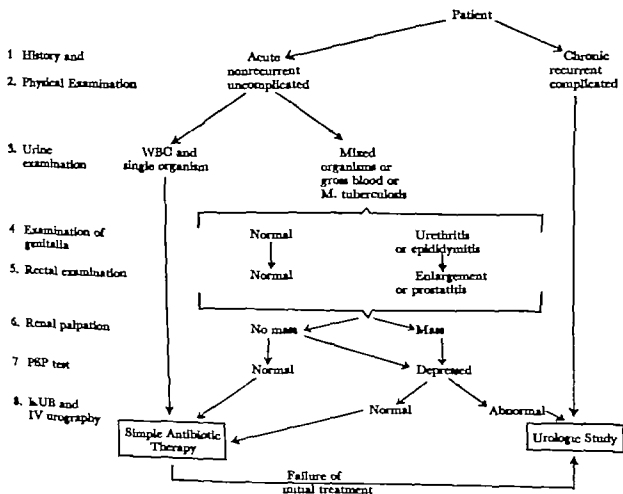 Patient
1 History and
2. Physical Examination
Acute
nonrecurrent
uncomplicated
Chronic
recurrent
complicated
3. Urine
examination
WBC and
single organism
Mixed
organisms or
gross blood or
M. tuberculosis
4 Examination of
genitalia
Normal
Urethritis
or epididymitis
5. Rectal examination
Normal
Enlargement
or prostatitis
6. Renal palpation
No mass
Mass
7 PSP test
Normal
Depressed
8. KUB and
IV urography
Normal
Abnormal
Simple Antibiotic
Therapy
Urologic Study
Failure of
initial treatment